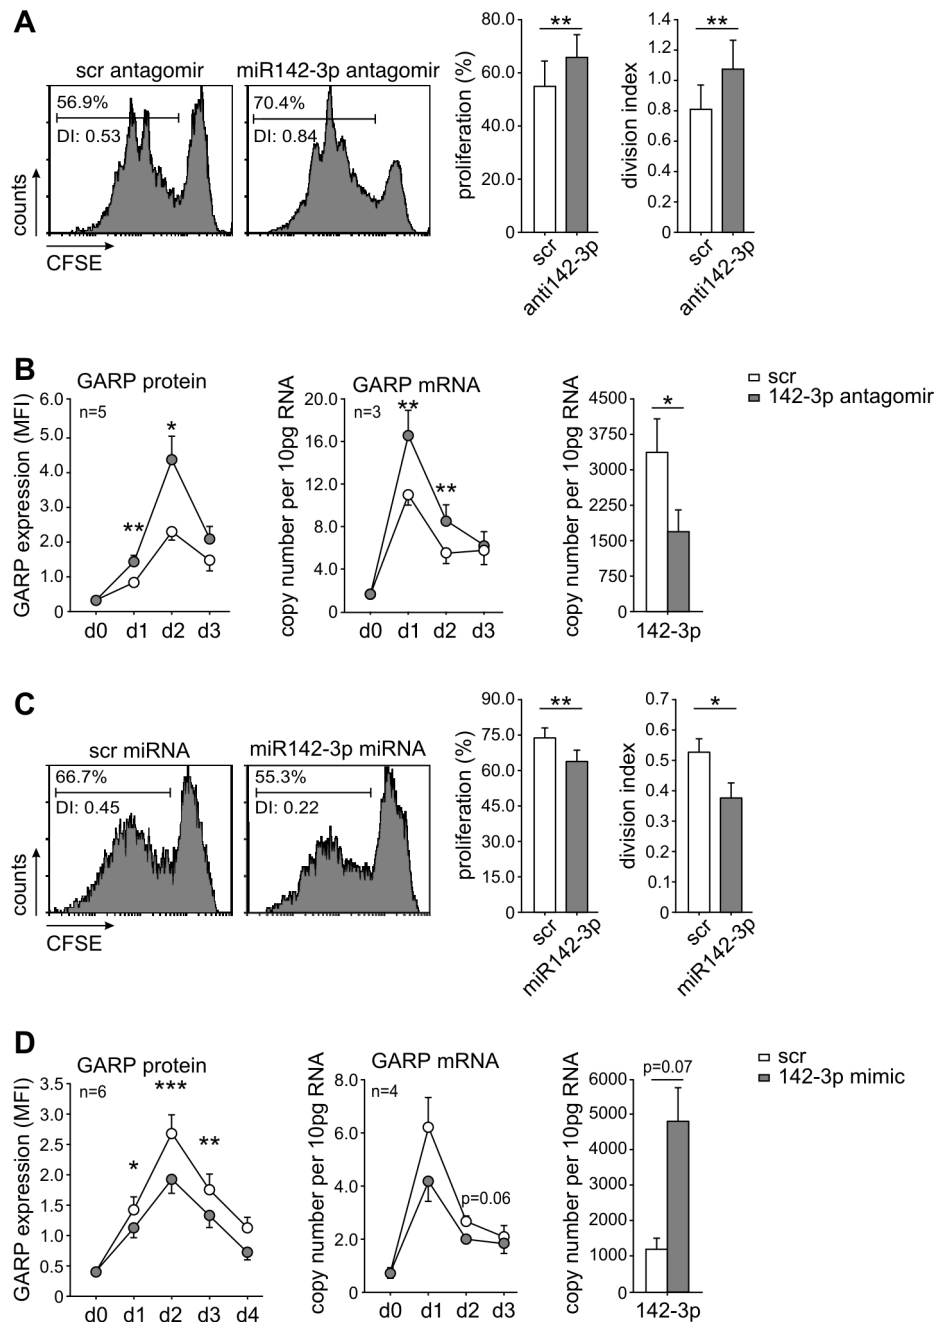 A
scr antagomir
miR142-3p antagomir
56.9%
DI: 0.53
70.4%
DI: 0.84
counts
CFSE
proliferation (%)
80.0
60.0
40.0
20.0
0
**
scr
anti142-3p
division index
1.4
1.2
1.0
0.8
0.6
0.4
0.2
0
**
scr
anti142-3p
B
GARP protein
GARP expression (MFI)
n=5
6.0
5.0
4.0
3.0
2.0
1.0
0
**
*
d0 d1 d2 d3
GARP mRNA
copy number per 10pg RNA
n=3
20.0
16.0
12.0
8.0
4.0
0
**
**
d0 d1 d2 d3
copy number per 10pg RNA
4500
3750
3000
2250
1500
750
0
*
142-3p
scr
142-3p antagomir
C
scr miRNA
miR142-3p miRNA
66.7%
DI: 0.45
55.3%
DI: 0.22
counts
CFSE
proliferation (%)
90.0
75.0
60.0
45.0
30.0
15.0
0
**
scr
miR142-3p
division index
0.7
0.6
0.5
0.4
0.3
0.2
0.1
0
*
scr
miR142-3p
D
GARP protein
GARP expression (MFI)
n=6
3.5
3.0
2.5
2.0
1.5
1.0
0.5
0
*
***
**
d0 d1 d2 d3 d4
GARP mRNA
copy number per 10pg RNA
n=4
8.0
6.0
4.0
2.0
0
p=0.06
d0 d1 d2 d3
copy number per 10pg RNA
6000
5000
4000
3000
2000
1000
0
p=0.07
142-3p
scr
142-3p mimic